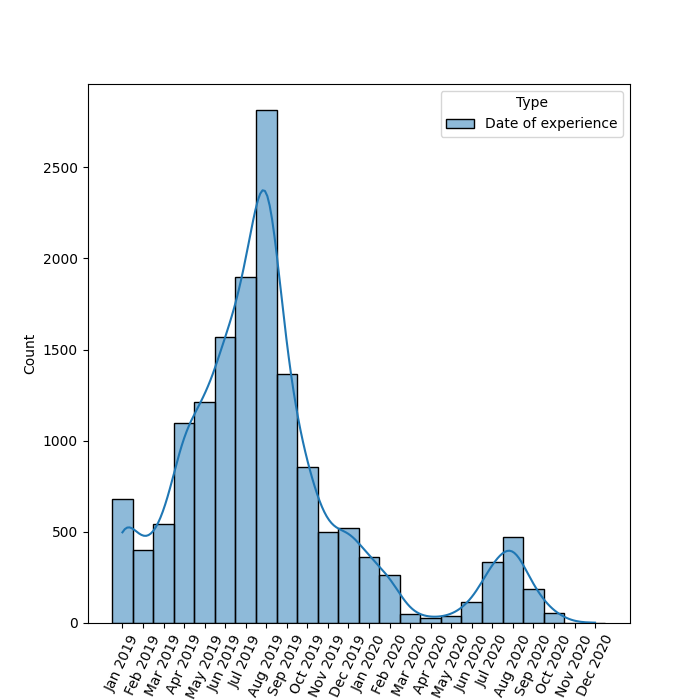 Type
Date of experience
Count
2500
2000
1500
1000
500
0
Jan 2019
Feb 2019
Mar 2019
Apr 2019
May 2019
Jun 2019
Jul 2019
Aug 2019
Sep 2019
Oct 2019
Nov 2019
Dec 2019
Jan 2020
Feb 2020
Mar 2020
Apr 2020
May 2020
Jun 2020
Jul 2020
Aug 2020
Sep 2020
Oct 2020
Nov 2020
Dec 2020